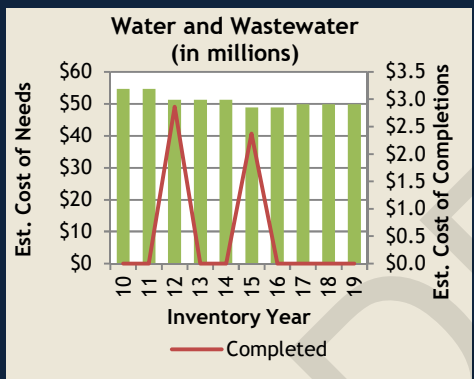 Water and Wastewater
(in millions)
Est. Cost of Needs
$60
$50
$40
$30
$20
$10
$0
$3.5
$3.0
$2.5
$2.0
$1.5
$1.0
$0.5
$0.0
Est. Cost of Completions
10 11 12 13 14 15 16 17 18 19
Inventory Year
Completed